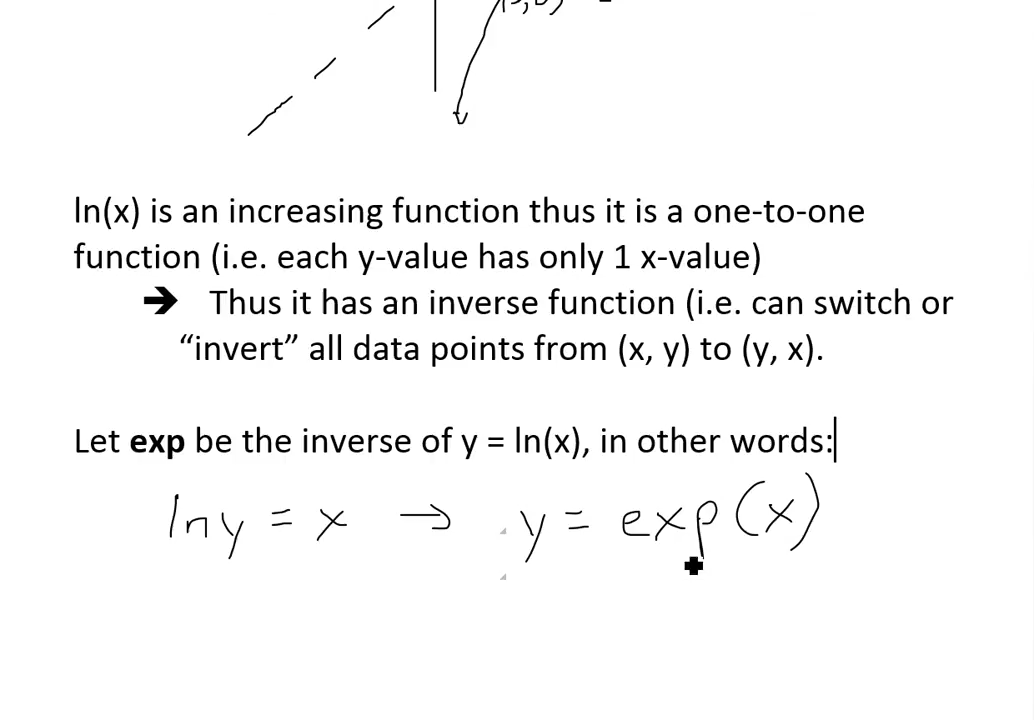 ln(x) is an increasing function thus it is a one-to-one
function (i.e. each y-value has only 1 x-value)
➔ Thus it has an inverse function (i.e. can switch or
“invert” all data points from (x, y) to (y, x).
Let exp be the inverse of y = ln(x), in other words:
ln y = x → y = exp(x)